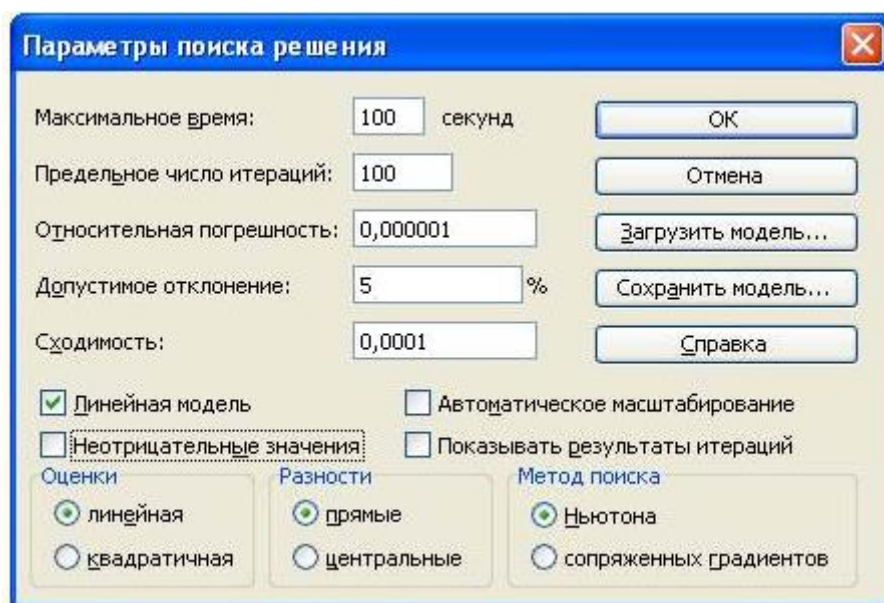 Параметры поиска решения
Максимальное время: 100 секунд OK
Предельное число итераций: 100 Отмена
Относительная погрешность: 0,000001 Загрузить модель...
Допустимое отклонение: 5 % Сохранить модель...
Сходимость: 0,0001 Справка
Линейная модель Автоматическое масштабирование
Неотрицательные значения Показывать результаты итераций
Оценки Разности Метод поиска
линейная прямые Ньютона
квадратичная центральные сопряженных градиентов